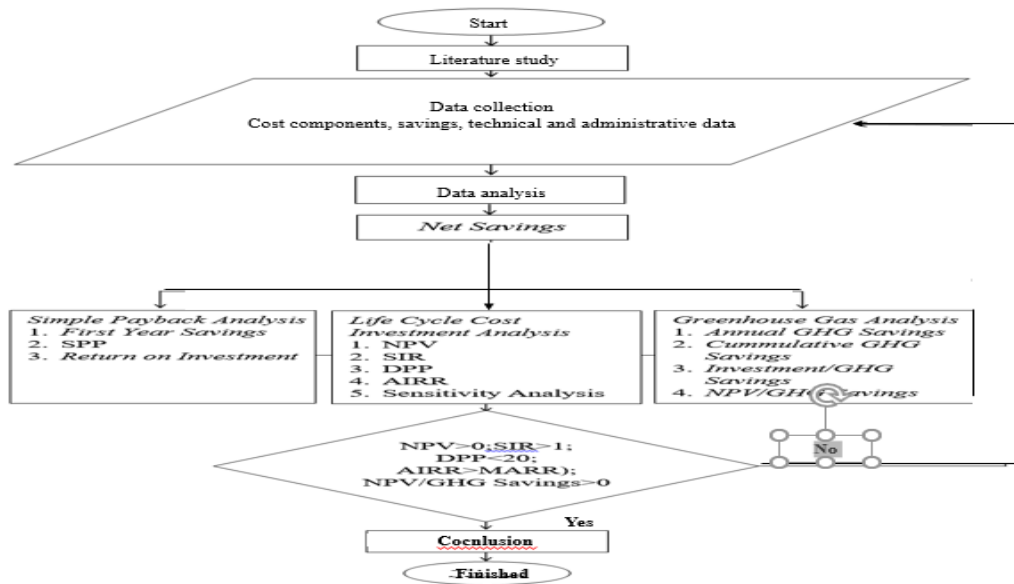 Start
Literature study
Data collection
Cost components, savings, technical and administrative data
Data analysis
Net Savings
Simple Payback Analysis
1. First Year Savings
2. SPP
3. Return on Investment
Life Cycle Cost
Investment Analysis
1. NPV
2. SIR
3. DPP
4. AIRR
5. Sensitivity Analysis
Greenhouse Gas Analysis
1. Annual GHG Savings
2. Cummulative GHG
Savings
3. Investment/GHG
Savings
4. NPV/GHG Savings
NPV>0;SIR>1;
DPP<20;
AIRR>MARR);
NPV/GHG Savings>0
No
Yes
Cocnlusion
Finished